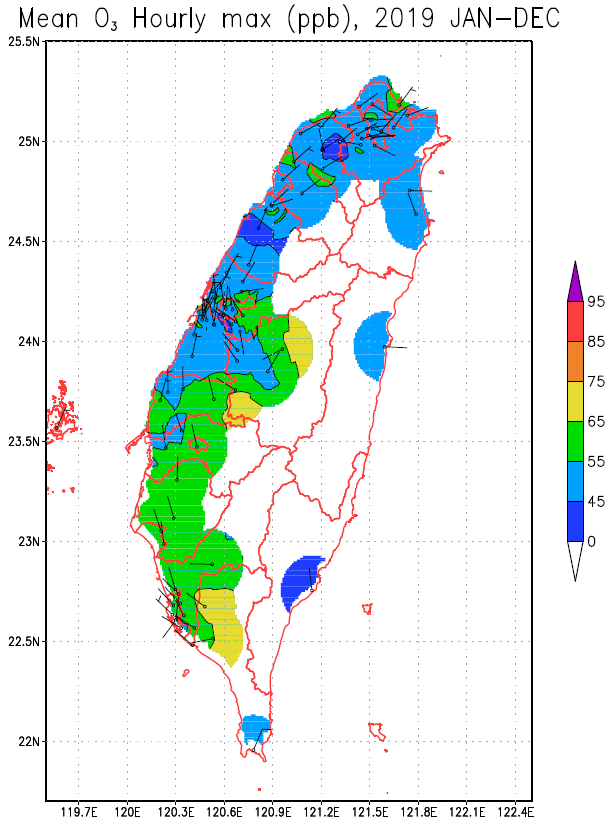 Mean O₃ Hourly max (ppb), 2019 JAN–DEC
25.5N
25N
24.5N
24N
23.5N
23N
22.5N
22N
119.7E 120E 120.3E 120.6E 120.9E 121.2E 121.5E 121.8E 122.1E 122.4E
95
85
75
65
55
45
0